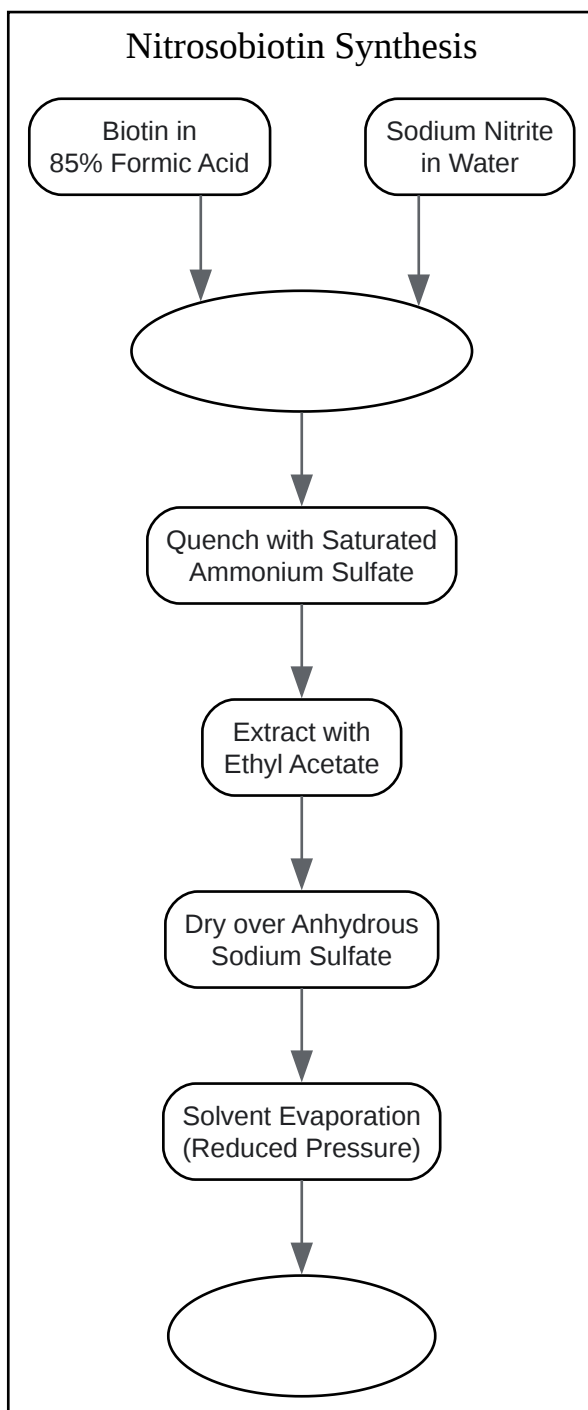 Nitrosobiotin Synthesis
Biotin in
85% Formic Acid
Sodium Nitrite
in Water
Quench with Saturated
Ammonium Sulfate
Extract with
Ethyl Acetate
Dry over Anhydrous
Sodium Sulfate
Solvent Evaporation
(Reduced Pressure)